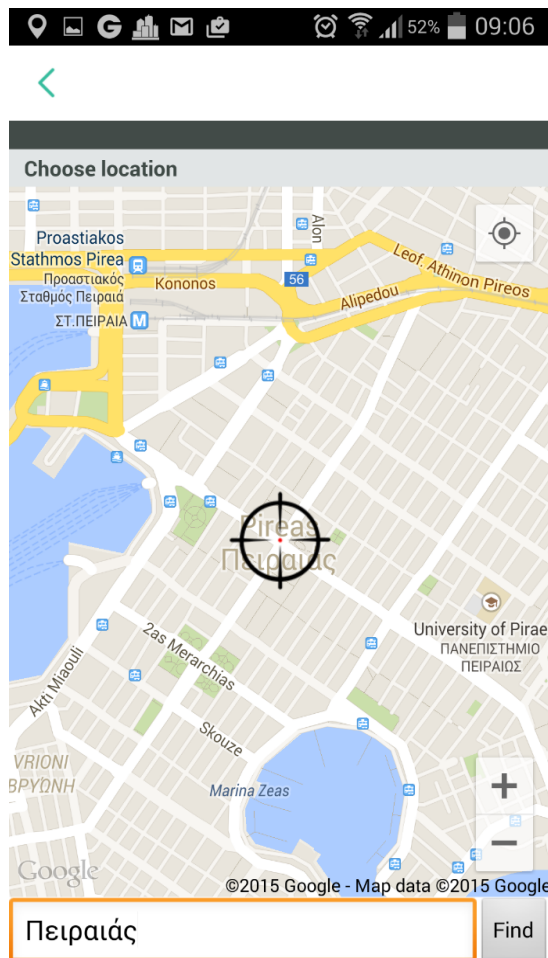 52% 09:06
Choose location
Proastiakos
Stathmos Pirea
Προαστιακός
Σταθμός Πειραιά
ΣΤ.ΠΕΙΡΑΙΑ M
Kononos
56
Alon
Alipedou
Leof. Athinon Pireos
Pireas
Πειραιάς
University of Pirae
ΠΑΝΕΠΙΣΤΗΜΙΟ
ΠΕΙΡΑΙΩΣ
2as Merarchias
Akti Miaouli
Skouze
VRIONI
ΒΡΥΩΝΗ
Marina Zeas
+
−
Google
©2015 Google - Map data ©2015 Google
Πειραιάς Find